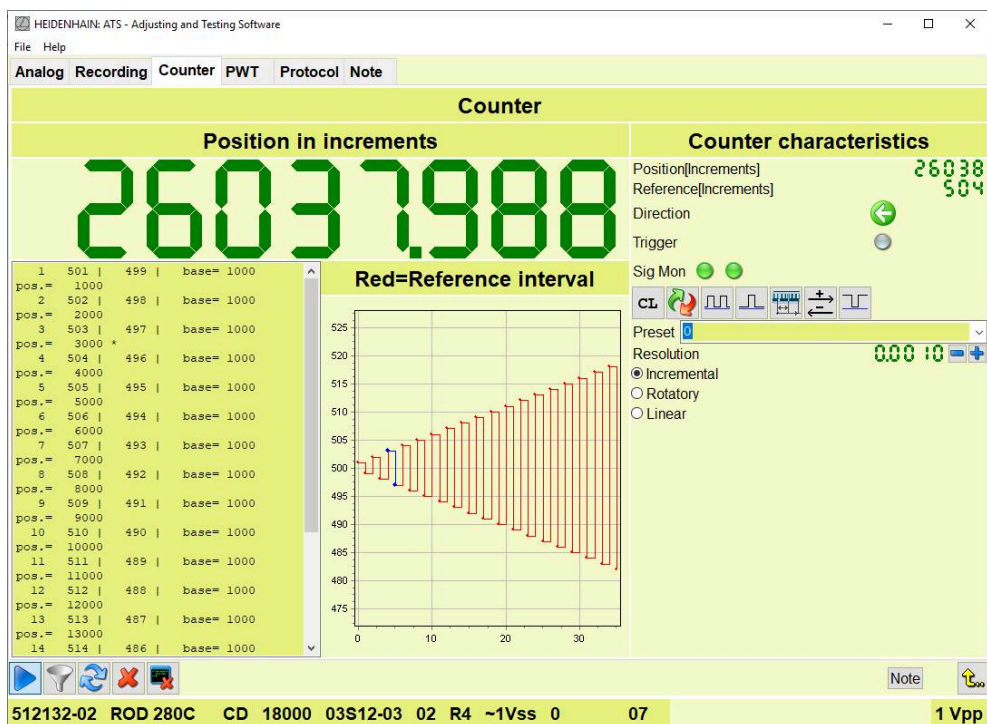 HEIDENHAIN: ATS - Adjusting and Testing Software
File Help
Analog Recording Counter PWT Protocol Note
Counter
Position in increments
26037.988
1 501 | 499 | base= 1000
pos.= 1000
2 502 | 498 | base= 1000
pos.= 2000
3 503 | 497 | base= 1000
pos.= 3000 *
4 504 | 496 | base= 1000
pos.= 4000
5 505 | 495 | base= 1000
pos.= 5000
6 506 | 494 | base= 1000
pos.= 6000
7 507 | 493 | base= 1000
pos.= 7000
8 508 | 492 | base= 1000
pos.= 8000
9 509 | 491 | base= 1000
pos.= 9000
10 510 | 490 | base= 1000
pos.= 10000
11 511 | 489 | base= 1000
pos.= 11000
12 512 | 488 | base= 1000
pos.= 12000
13 513 | 487 | base= 1000
pos.= 13000
14 514 | 486 | base= 1000
Red=Reference interval
525
520
515
510
505
500
495
490
485
480
475
0 10 20 30
Counter characteristics
Position[Increments] 26038
Reference[Increments] 504
Direction
Trigger
Sig Mon
CL
Preset 0
Resolution 0.0010
Incremental
Rotatory
Linear
Note
512132-02 ROD 280C CD 18000 03S12-03 02 R4 ~1Vss 0 07 1 Vpp